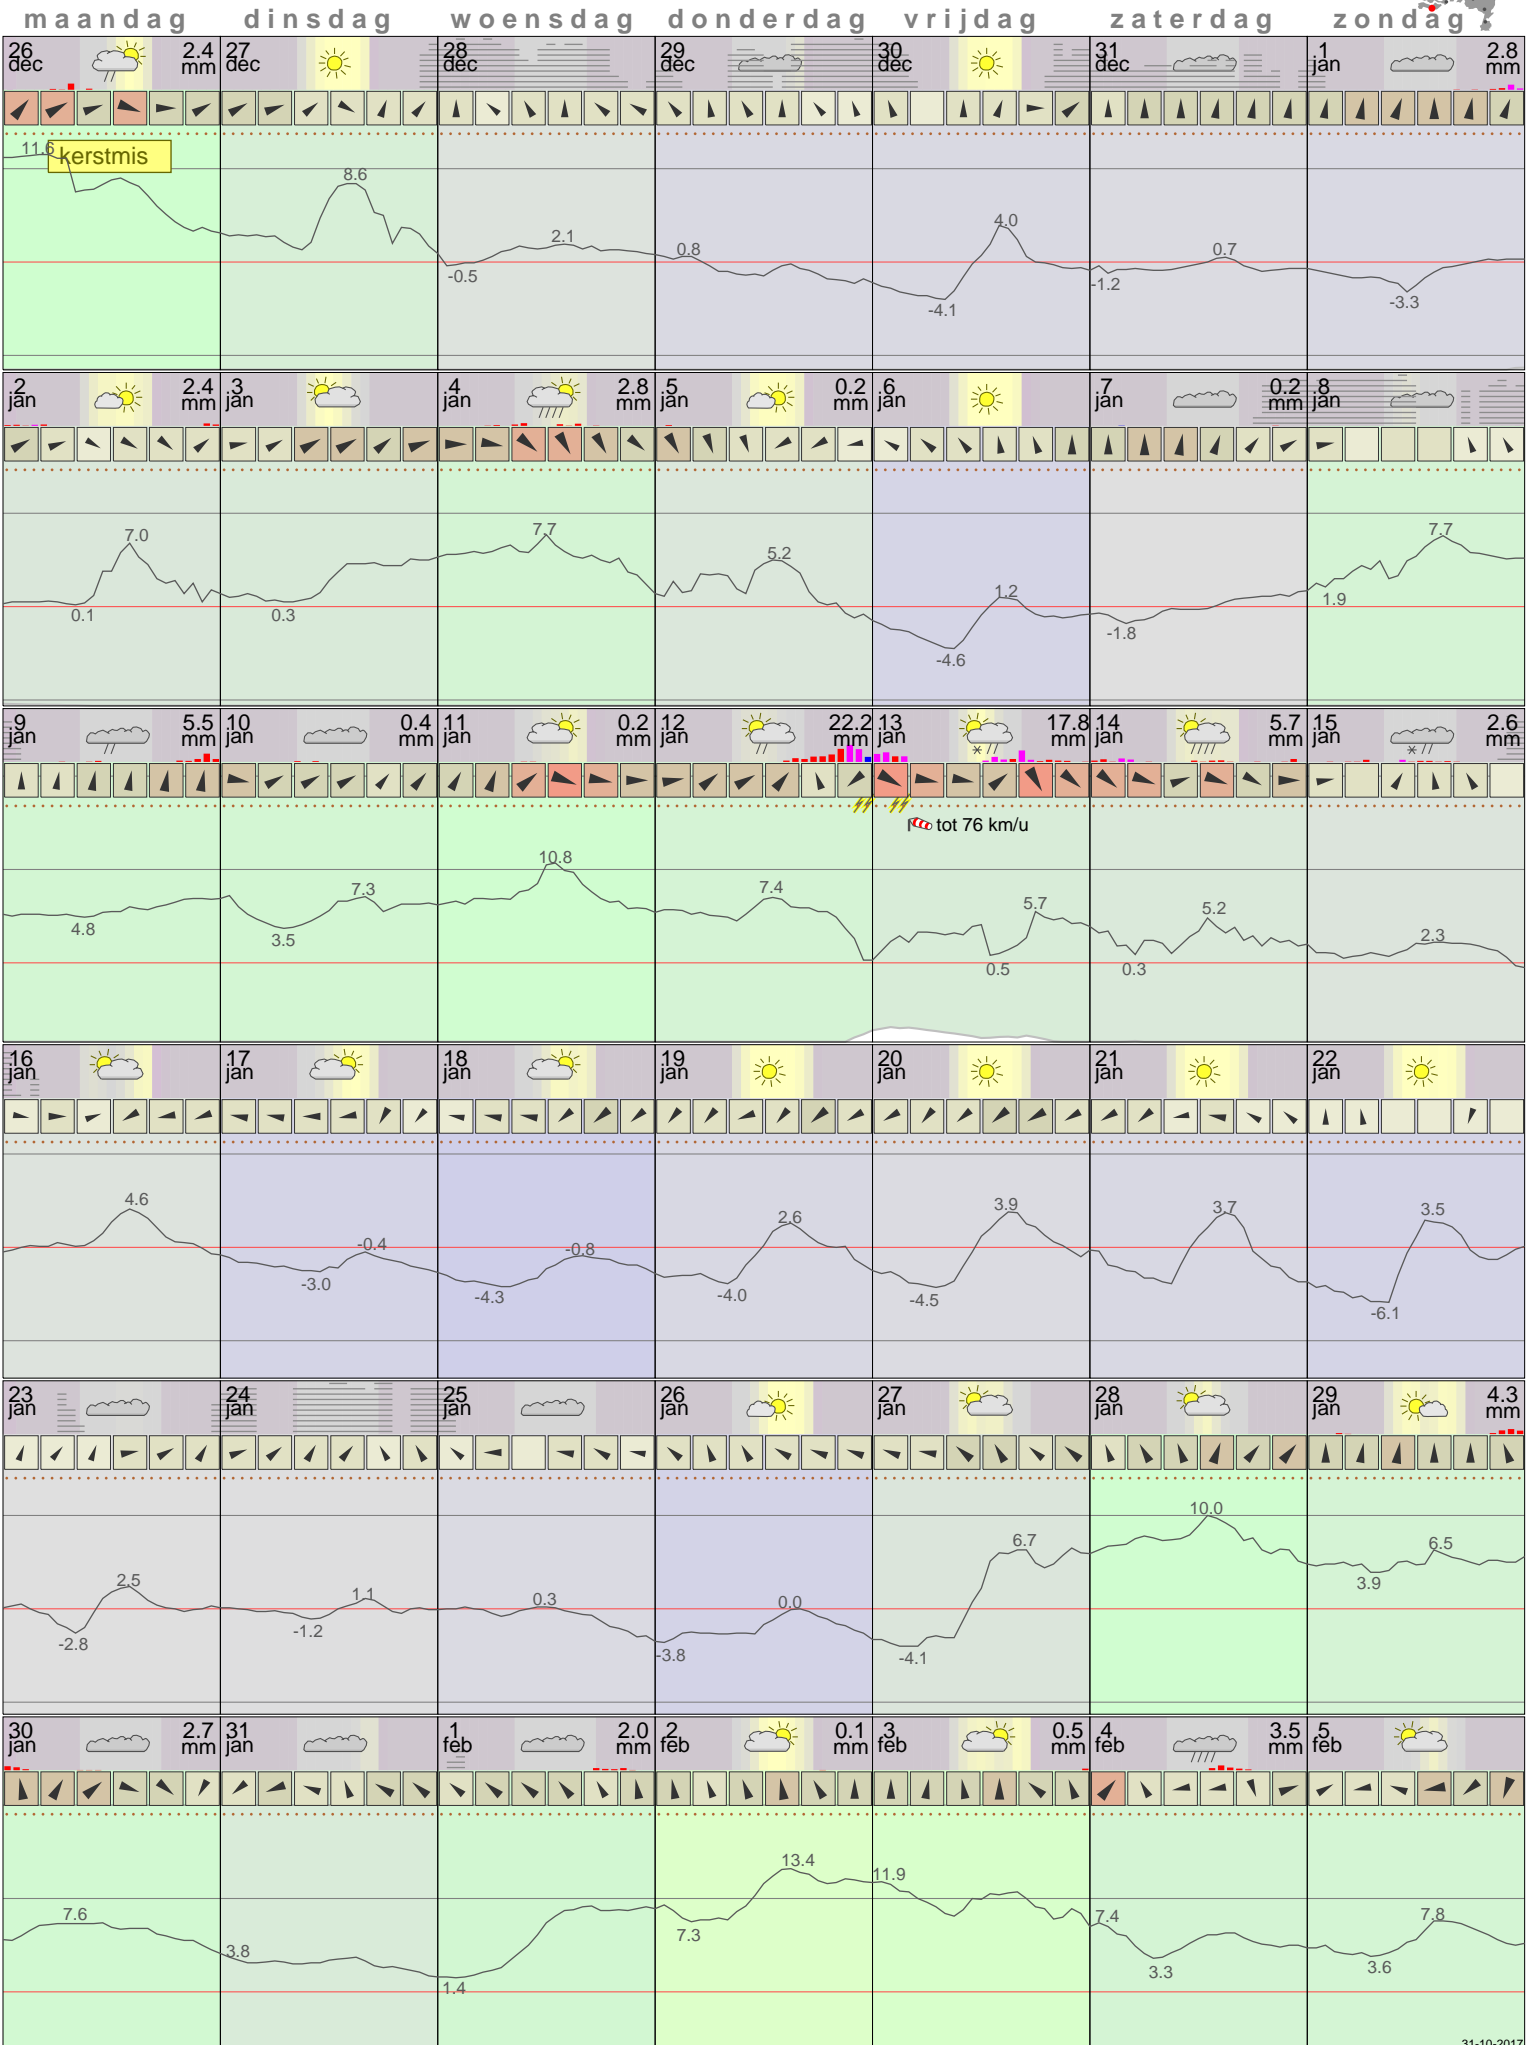 maandag dinsdag woensdag donderdag vrijdag zaterdag zondag
26 dec 2.4 mm 27 dec 28 dec 29 dec 30 dec 31 dec 1 jan 2.8 mm
11.6 kerstmis 8.6 -0.5 2.1 0.8 -4.1 4.0 -1.2 0.7 -3.3
2 jan 2.4 mm 3 jan 4 jan 2.8 mm 5 jan 0.2 mm 6 jan 7 jan 0.2 mm 8 jan
0.1 7.0 0.3 7.7 5.2 -4.6 1.2 -1.8 1.9 7.7
9 jan 5.5 mm 10 jan 0.4 mm 11 jan 0.2 mm 12 jan 22.2 mm 13 jan 17.8 mm 14 jan 5.7 mm 15 jan 2.6 mm
tot 76 km/u
4.8 3.5 7.3 10.8 7.4 0.5 5.7 0.3 5.2 2.3
16 jan 17 jan 18 jan 19 jan 20 jan 21 jan 22 jan
4.6 -3.0 -0.4 -4.3 -0.8 -4.0 2.6 -4.5 3.9 3.7 -6.1 3.5
23 jan 24 jan 25 jan 26 jan 27 jan 28 jan 29 jan 4.3 mm
-2.8 2.5 -1.2 1.1 0.3 -3.8 0.0 -4.1 6.7 10.0 3.9 6.5
30 jan 2.7 mm 31 jan 1 feb 2.0 mm 2 feb 0.1 mm 3 feb 0.5 mm 4 feb 3.5 mm 5 feb
7.6 3.8 1.4 7.3 13.4 11.9 7.4 3.3 3.6 7.8
31-10-2017